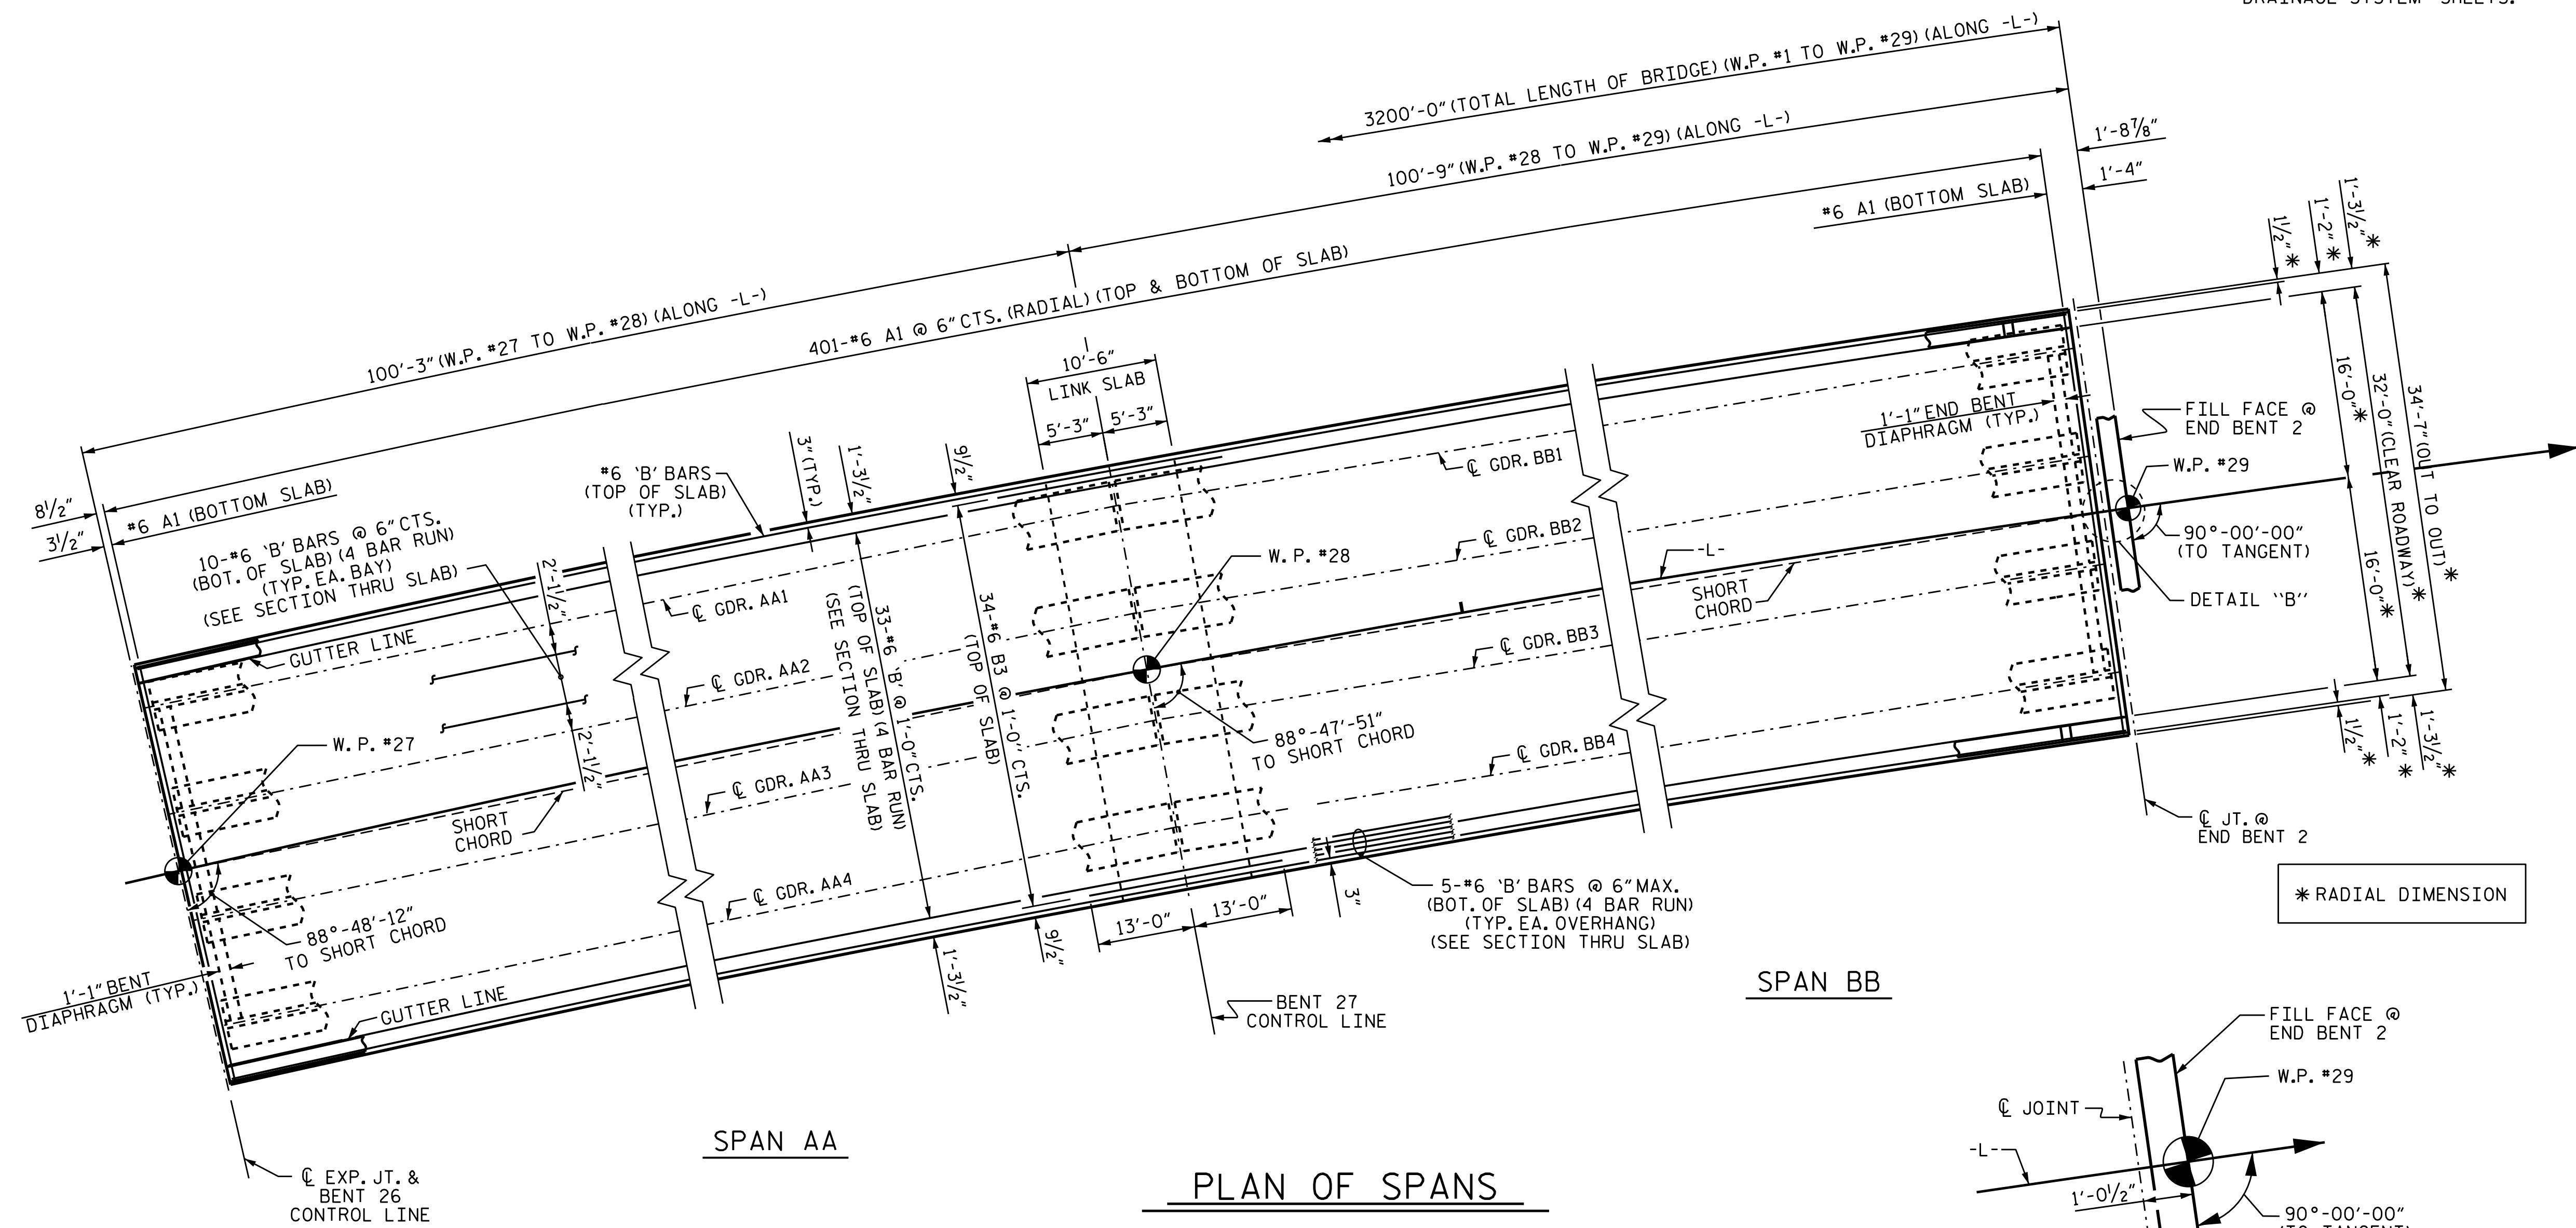 DRAINAGE SYSTEM SHEETS.
3200'-0" (TOTAL LENGTH OF BRIDGE) (W.P. #1 TO W.P. #29) (ALONG -L-)
100'-9" (W.P. #28 TO W.P. #29) (ALONG -L-)
1'-8⅞"
1'-4"
#6 A1 (BOTTOM SLAB)
100'-3" (W.P. #27 TO W.P. #28) (ALONG -L-)
401-#6 A1 @ 6" CTS. (RADIAL) (TOP & BOTTOM OF SLAB)
1½" ✳
1'-2" ✳
1'-3½" ✳
10'-6"
LINK SLAB
5'-3"
5'-3"
8½"
3½"
#6 A1 (BOTTOM SLAB)
10-#6 'B' BARS @ 6" CTS.
(BOT. OF SLAB) (4 BAR RUN)
(TYP. EA. BAY)
(SEE SECTION THRU SLAB)
#6 'B' BARS
(TOP OF SLAB)
(TYP.)
3" (TYP.)
1'-3½"
9½"
2'-1½"
2'-1½"
GUTTER LINE
℄ GDR. AA1
℄ GDR. AA2
℄ GDR. AA3
℄ GDR. AA4
℄ GDR. BB1
℄ GDR. BB2
℄ GDR. BB3
℄ GDR. BB4
33-#6 'B' @ 1'-0" CTS.
(TOP OF SLAB) (4 BAR RUN)
(SEE SECTION THRU SLAB)
34-#6 B3 @ 1'-0" CTS.
(TOP OF SLAB)
W.P. #28
-L-
SHORT
CHORD
88°-47'-51"
TO SHORT CHORD
1'-1" END BENT
DIAPHRAGM (TYP.)
FILL FACE @
END BENT 2
W.P. #29
90°-00'-00"
(TO TANGENT)
DETAIL "B"
16'-0" ✳
16'-0" ✳
32'-0" (CLEAR ROADWAY) ✳
34'-7" (OUT TO OUT) ✳
1½" ✳
1'-2" ✳
1'-3½" ✳
℄ JT. @
END BENT 2
✳ RADIAL DIMENSION
W.P. #27
SHORT
CHORD
88°-48'-12"
TO SHORT CHORD
1'-1" BENT
DIAPHRAGM (TYP.)
GUTTER LINE
1'-3½"
9½"
13'-0"
13'-0"
3"
5-#6 'B' BARS @ 6" MAX.
(BOT. OF SLAB) (4 BAR RUN)
(TYP. EA. OVERHANG)
(SEE SECTION THRU SLAB)
BENT 27
CONTROL LINE
SPAN BB
SPAN AA
℄ EXP. JT. &
BENT 26
CONTROL LINE
PLAN OF SPANS
FILL FACE @
END BENT 2
W.P. #29
℄ JOINT
-L-
1'-0½"
90°-00'-00"
(TO TANGENT)